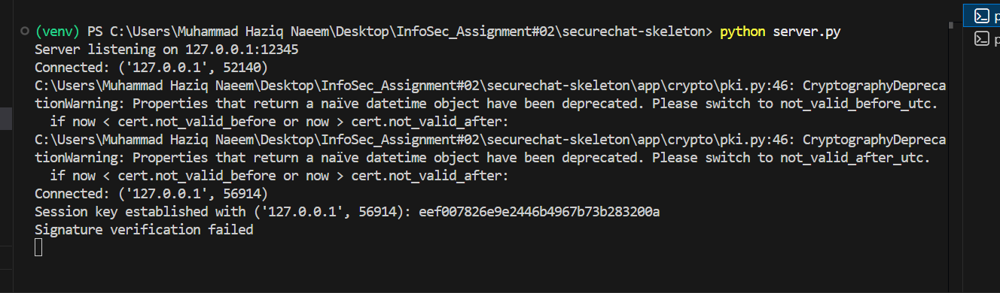 (venv) PS C:\Users\Muhammad Haziq Naeem\Desktop\InfoSec_Assignment#02\securechat-skeleton> python server.py
Server listening on 127.0.0.1:12345
Connected: ('127.0.0.1', 52140)
C:\Users\Muhammad Haziq Naeem\Desktop\InfoSec_Assignment#02\securechat-skeleton\app\crypto\pki.py:46: CryptographyDepreca
tionWarning: Properties that return a naïve datetime object have been deprecated. Please switch to not_valid_before_utc.
  if now < cert.not_valid_before or now > cert.not_valid_after:
C:\Users\Muhammad Haziq Naeem\Desktop\InfoSec_Assignment#02\securechat-skeleton\app\crypto\pki.py:46: CryptographyDepreca
tionWarning: Properties that return a naïve datetime object have been deprecated. Please switch to not_valid_after_utc.
  if now < cert.not_valid_before or now > cert.not_valid_after:
Connected: ('127.0.0.1', 56914)
Session key established with ('127.0.0.1', 56914): eef007826e9e2446b4967b73b283200a
Signature verification failed